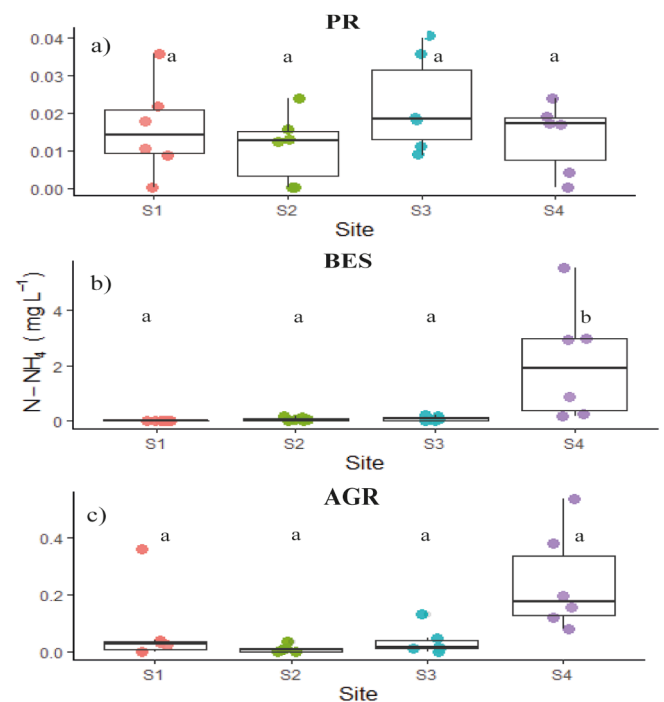 PR
a)
a a a a
0.04
0.03
0.02
0.01
0.00
S1 S2 S3 S4
Site
BES
b)
a a a b
N−NH4 (mg L−1)
4
2
0
S1 S2 S3 S4
Site
AGR
c)
a a a a
0.4
0.2
0.0
S1 S2 S3 S4
Site